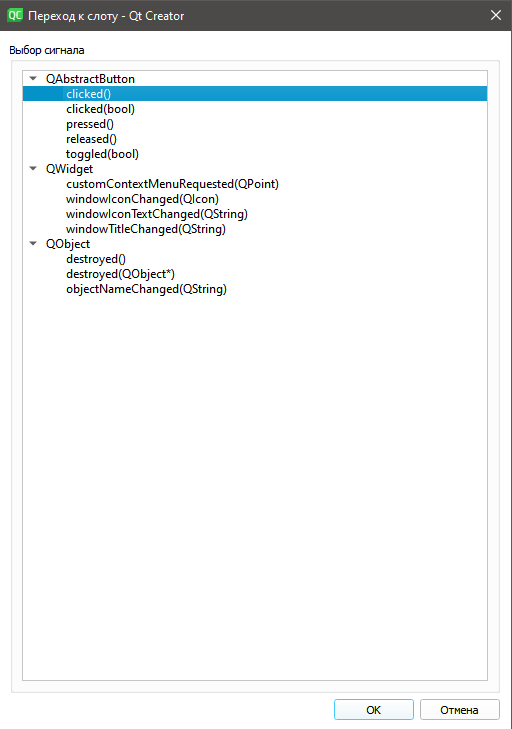 QC Переход к слоту - Qt Creator
Выбор сигнала
QAbstractButton
clicked()
clicked(bool)
pressed()
released()
toggled(bool)
QWidget
customContextMenuRequested(QPoint)
windowIconChanged(QIcon)
windowIconTextChanged(QString)
windowTitleChanged(QString)
QObject
destroyed()
destroyed(QObject*)
objectNameChanged(QString)
OK Отмена